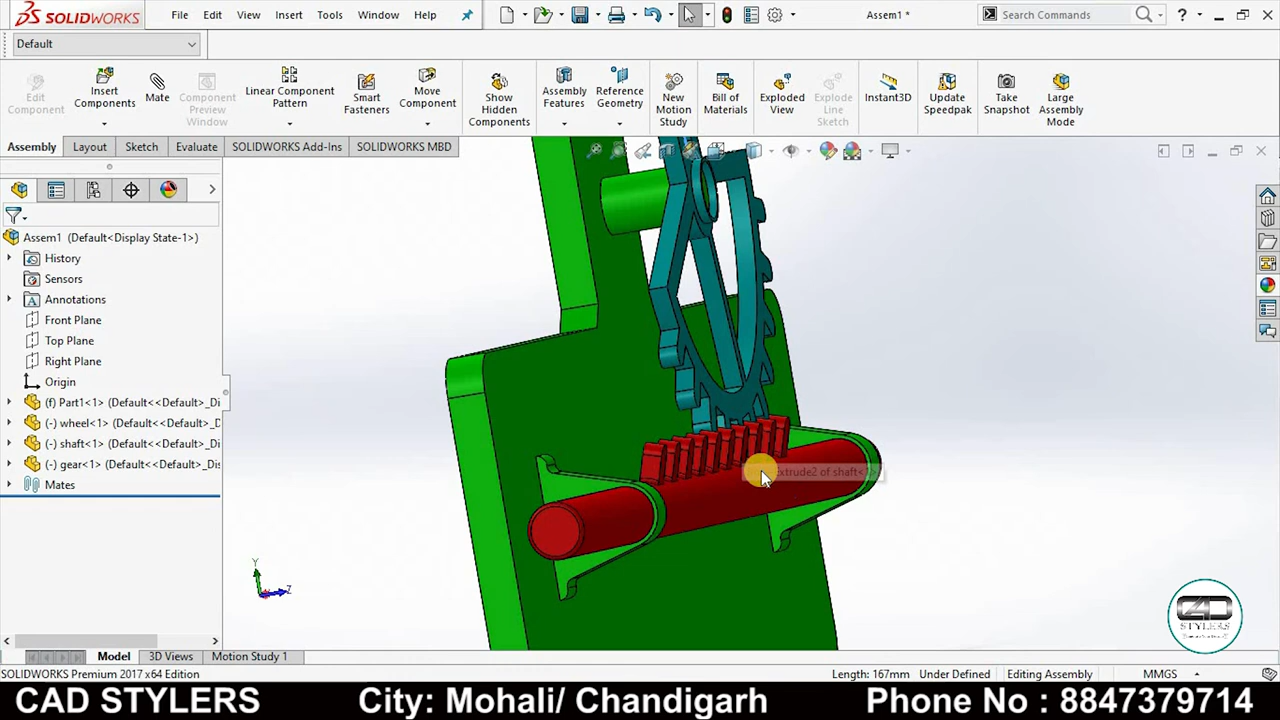 SOLIDWORKS
File Edit View Insert Tools Window Help
Assem1 *
Search Commands
Default
Edit Component
Insert Components
Mate
Component Preview Window
Linear Component Pattern
Smart Fasteners
Move Component
Show Hidden Components
Assembly Features
Reference Geometry
New Motion Study
Bill of Materials
Exploded View
Explode Line Sketch
Instant3D
Update Speedpak
Take Snapshot
Large Assembly Mode
Assembly Layout Sketch Evaluate SOLIDWORKS Add-Ins SOLIDWORKS MBD
Assem1 (Default<Display State-1>)
History
Sensors
Annotations
Front Plane
Top Plane
Right Plane
Origin
(f) Part1<1> (Default<<Default>_Di
(-) wheel<1> (Default<<Default>_D
(-) shaft<1> (Default<<Default>_Di
(-) gear<1> (Default<<Default>_Dis
Mates
xtrude2 of shaft<1>
Y
Z
STYLERS
Model 3D Views Motion Study 1
SOLIDWORKS Premium 2017 x64 Edition
Length: 167mm Under Defined Editing Assembly MMGS
CAD STYLERS City: Mohali/ Chandigarh Phone No : 8847379714